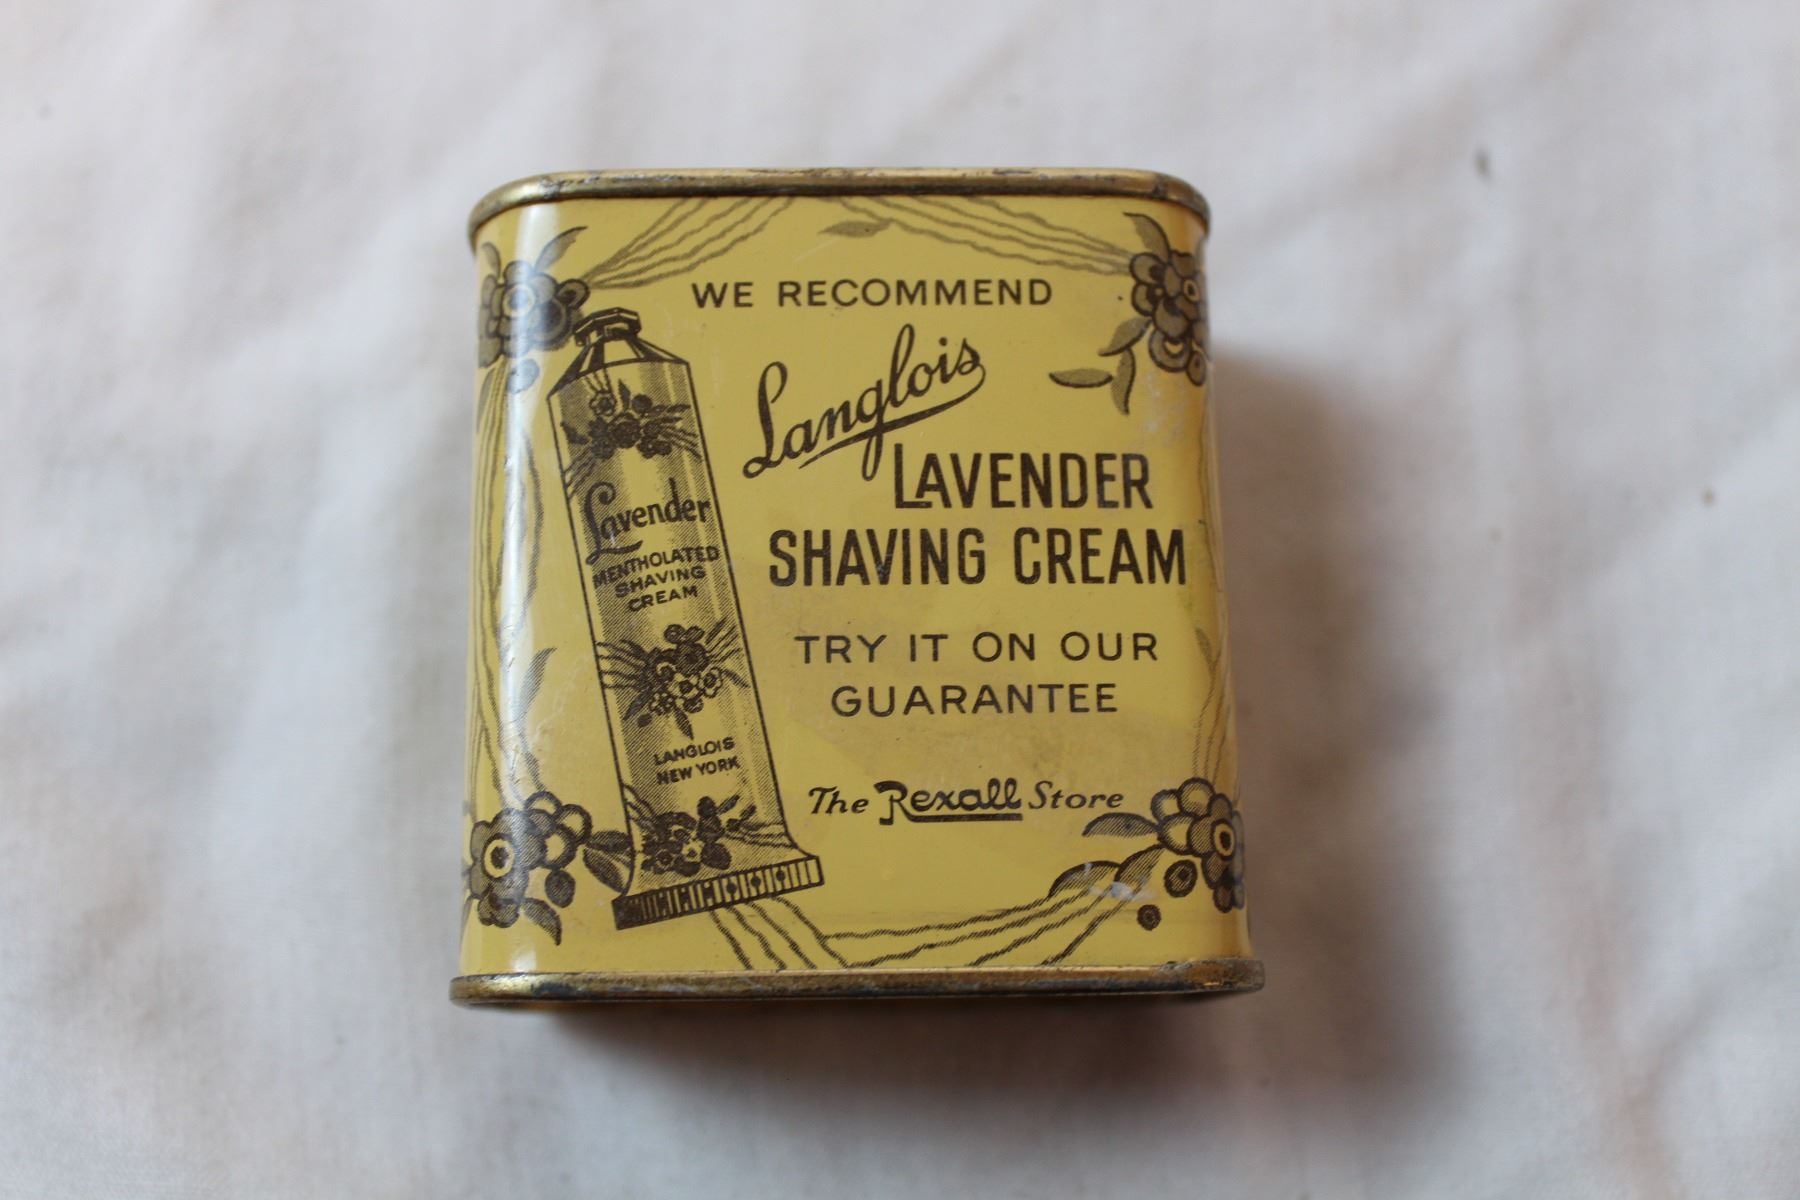 WE RECOMMEND
Langlois
LAVENDER
SHAVING CREAM
TRY IT ON OUR
GUARANTEE
The Rexall Store
Lavender
MENTHOLATED
SHAVING
CREAM
LANGLOIS
NEW YORK